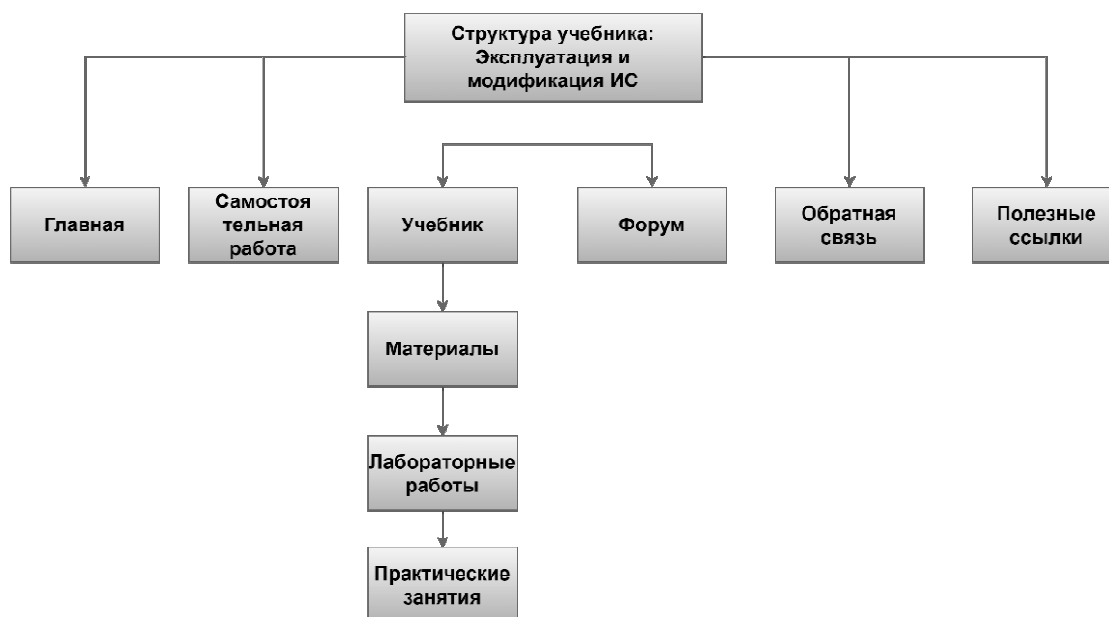 Структура учебника:
Эксплуатация и
модификация ИС
Главная
Самостоя
тельная
работа
Учебник
Форум
Обратная
связь
Полезные
ссылки
Материалы
Лабораторные
работы
Практические
занятия